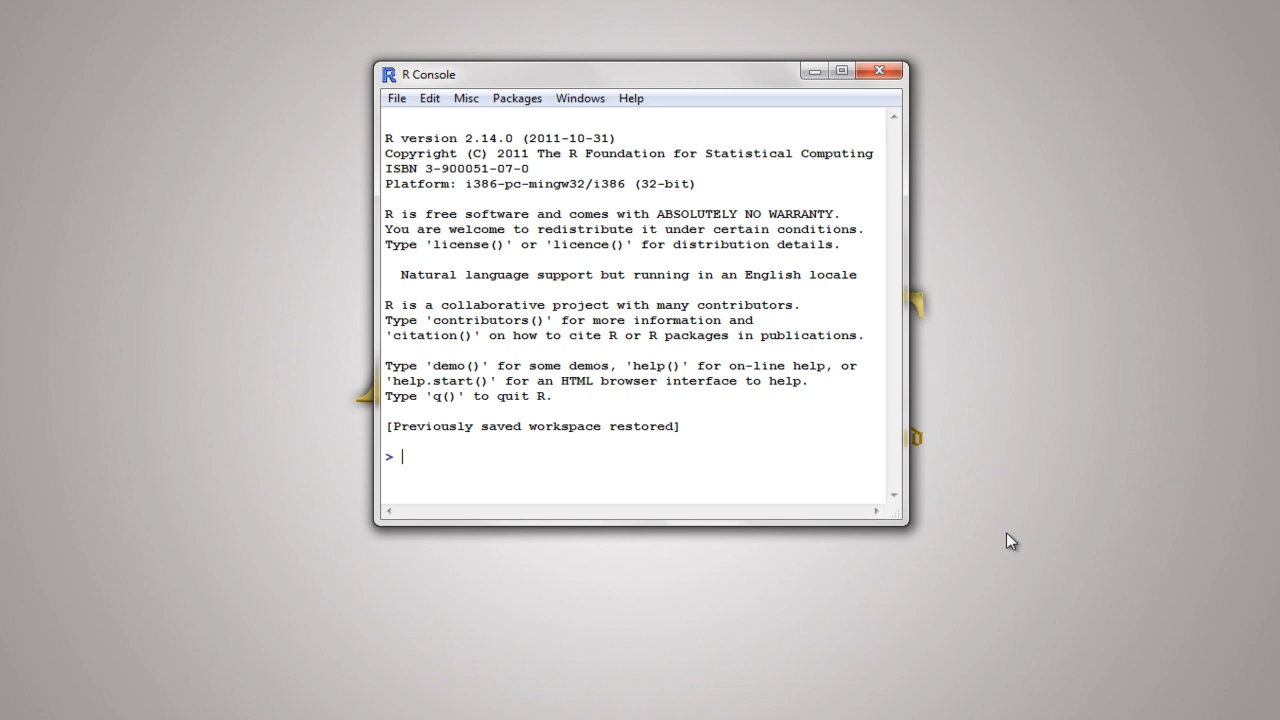 R Console
File Edit Misc Packages Windows Help
R version 2.14.0 (2011-10-31)
Copyright (C) 2011 The R Foundation for Statistical Computing
ISBN 3-900051-07-0
Platform: i386-pc-mingw32/i386 (32-bit)
R is free software and comes with ABSOLUTELY NO WARRANTY.
You are welcome to redistribute it under certain conditions.
Type 'license()' or 'licence()' for distribution details.
Natural language support but running in an English locale
R is a collaborative project with many contributors.
Type 'contributors()' for more information and
'citation()' on how to cite R or R packages in publications.
Type 'demo()' for some demos, 'help()' for on-line help, or
'help.start()' for an HTML browser interface to help.
Type 'q()' to quit R.
[Previously saved workspace restored]
>